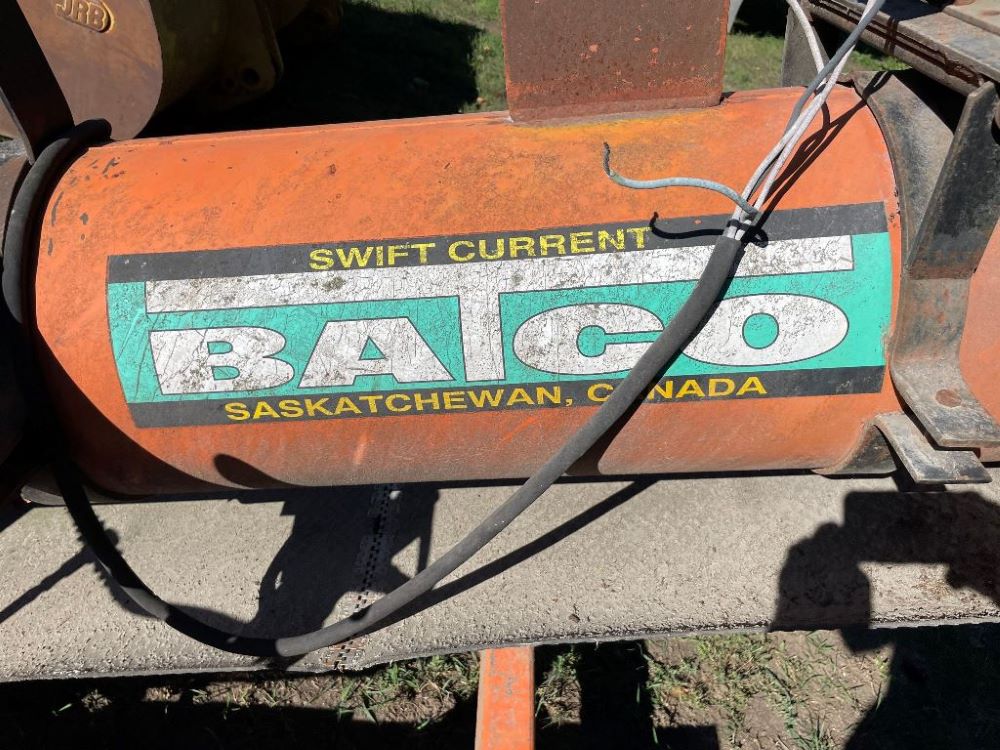 JRB
SWIFT CURRENT
BATCO
SASKATCHEWAN, CANADA